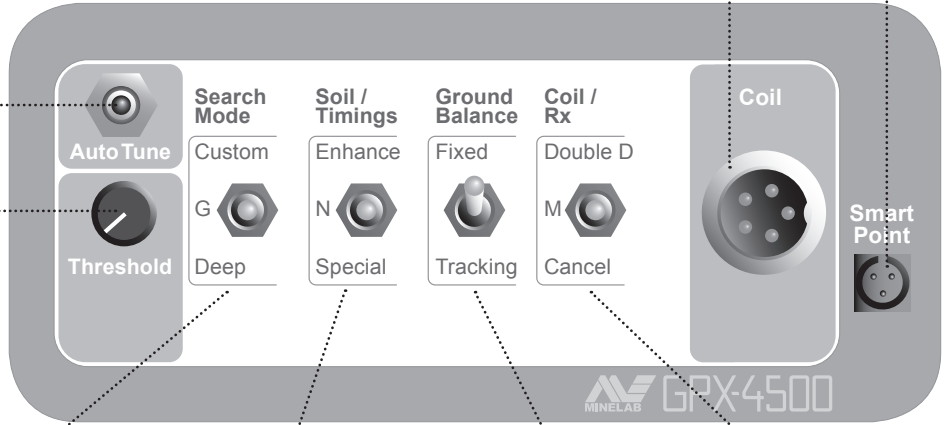 Auto Tune
Threshold
Search
Mode
Custom
G
Deep
Soil /
Timings
Enhance
N
Special
Ground
Balance
Fixed
Tracking
Coil /
Rx
Double D
M
Cancel
Coil
Smart
Point
MINELAB GPX-4500